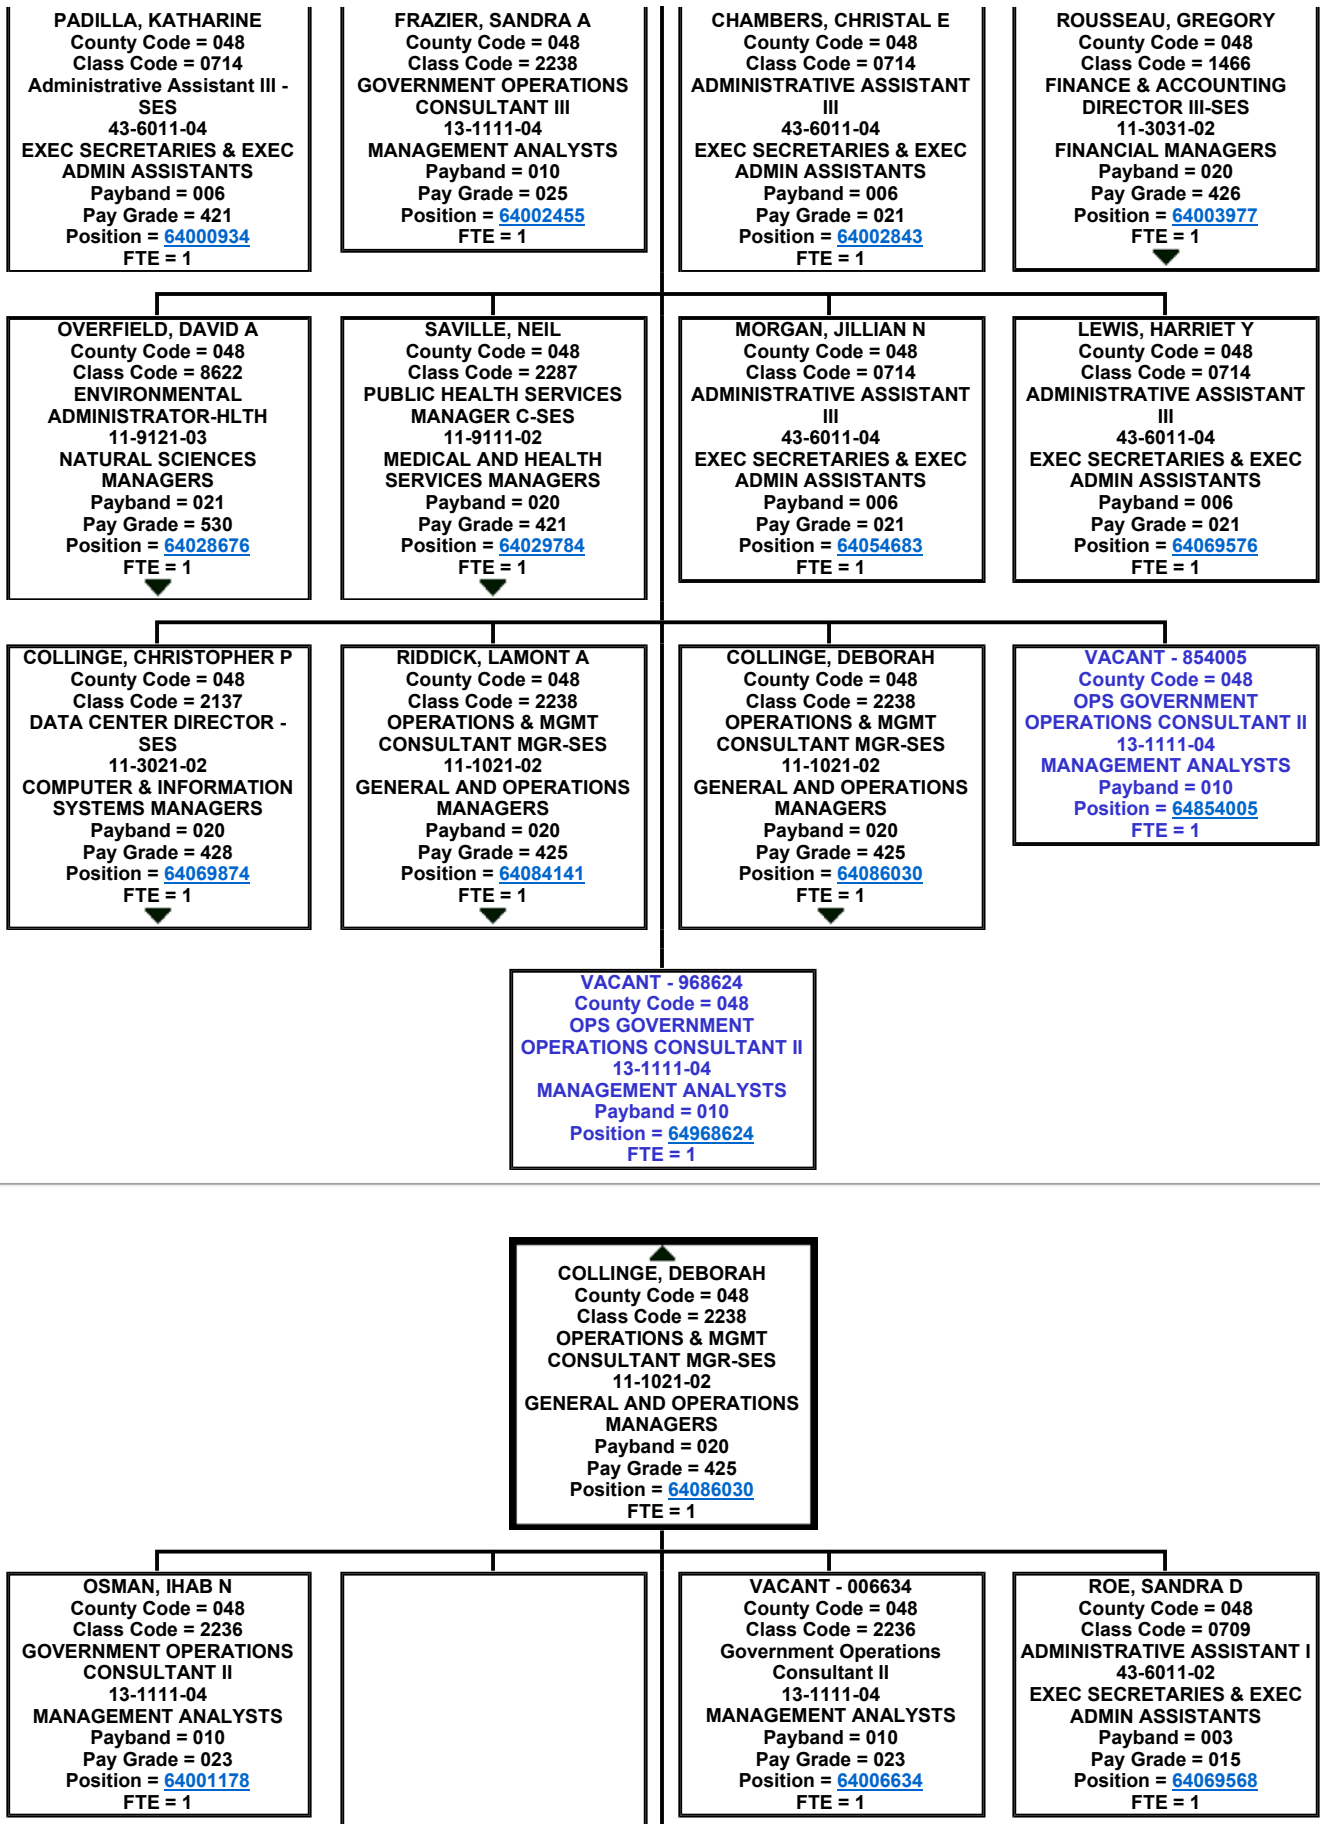 PADILLA, KATHARINE
County Code = 048
Class Code = 0714
Administrative Assistant III -
SES
43-6011-04
EXEC SECRETARIES & EXEC
ADMIN ASSISTANTS
Payband = 006
Pay Grade = 421
Position = 64000934
FTE = 1
FRAZIER, SANDRA A
County Code = 048
Class Code = 2238
GOVERNMENT OPERATIONS
CONSULTANT III
13-1111-04
MANAGEMENT ANALYSTS
Payband = 010
Pay Grade = 025
Position = 64002455
FTE = 1
CHAMBERS, CHRISTAL E
County Code = 048
Class Code = 0714
ADMINISTRATIVE ASSISTANT
III
43-6011-04
EXEC SECRETARIES & EXEC
ADMIN ASSISTANTS
Payband = 006
Pay Grade = 021
Position = 64002843
FTE = 1
ROUSSEAU, GREGORY
County Code = 048
Class Code = 1466
FINANCE & ACCOUNTING
DIRECTOR III-SES
11-3031-02
FINANCIAL MANAGERS
Payband = 020
Pay Grade = 426
Position = 64003977
FTE = 1
OVERFIELD, DAVID A
County Code = 048
Class Code = 8622
ENVIRONMENTAL
ADMINISTRATOR-HLTH
11-9121-03
NATURAL SCIENCES
MANAGERS
Payband = 021
Pay Grade = 530
Position = 64028676
FTE = 1
SAVILLE, NEIL
County Code = 048
Class Code = 2287
PUBLIC HEALTH SERVICES
MANAGER C-SES
11-9111-02
MEDICAL AND HEALTH
SERVICES MANAGERS
Payband = 020
Pay Grade = 421
Position = 64029784
FTE = 1
MORGAN, JILLIAN N
County Code = 048
Class Code = 0714
ADMINISTRATIVE ASSISTANT
III
43-6011-04
EXEC SECRETARIES & EXEC
ADMIN ASSISTANTS
Payband = 006
Pay Grade = 021
Position = 64054683
FTE = 1
LEWIS, HARRIET Y
County Code = 048
Class Code = 0714
ADMINISTRATIVE ASSISTANT
III
43-6011-04
EXEC SECRETARIES & EXEC
ADMIN ASSISTANTS
Payband = 006
Pay Grade = 021
Position = 64069576
FTE = 1
COLLINGE, CHRISTOPHER P
County Code = 048
Class Code = 2137
DATA CENTER DIRECTOR -
SES
11-3021-02
COMPUTER & INFORMATION
SYSTEMS MANAGERS
Payband = 020
Pay Grade = 428
Position = 64069874
FTE = 1
RIDDICK, LAMONT A
County Code = 048
Class Code = 2238
OPERATIONS & MGMT
CONSULTANT MGR-SES
11-1021-02
GENERAL AND OPERATIONS
MANAGERS
Payband = 020
Pay Grade = 425
Position = 64084141
FTE = 1
COLLINGE, DEBORAH
County Code = 048
Class Code = 2238
OPERATIONS & MGMT
CONSULTANT MGR-SES
11-1021-02
GENERAL AND OPERATIONS
MANAGERS
Payband = 020
Pay Grade = 425
Position = 64086030
FTE = 1
VACANT - 854005
County Code = 048
OPS GOVERNMENT
OPERATIONS CONSULTANT II
13-1111-04
MANAGEMENT ANALYSTS
Payband = 010
Position = 64854005
FTE = 1
VACANT - 968624
County Code = 048
OPS GOVERNMENT
OPERATIONS CONSULTANT II
13-1111-04
MANAGEMENT ANALYSTS
Payband = 010
Position = 64968624
FTE = 1
COLLINGE, DEBORAH
County Code = 048
Class Code = 2238
OPERATIONS & MGMT
CONSULTANT MGR-SES
11-1021-02
GENERAL AND OPERATIONS
MANAGERS
Payband = 020
Pay Grade = 425
Position = 64086030
FTE = 1
OSMAN, IHAB N
County Code = 048
Class Code = 2236
GOVERNMENT OPERATIONS
CONSULTANT II
13-1111-04
MANAGEMENT ANALYSTS
Payband = 010
Pay Grade = 023
Position = 64001178
FTE = 1
VACANT - 006634
County Code = 048
Class Code = 2236
Government Operations
Consultant II
13-1111-04
MANAGEMENT ANALYSTS
Payband = 010
Pay Grade = 023
Position = 64006634
FTE = 1
ROE, SANDRA D
County Code = 048
Class Code = 0709
ADMINISTRATIVE ASSISTANT I
43-6011-02
EXEC SECRETARIES & EXEC
ADMIN ASSISTANTS
Payband = 003
Pay Grade = 015
Position = 64069568
FTE = 1